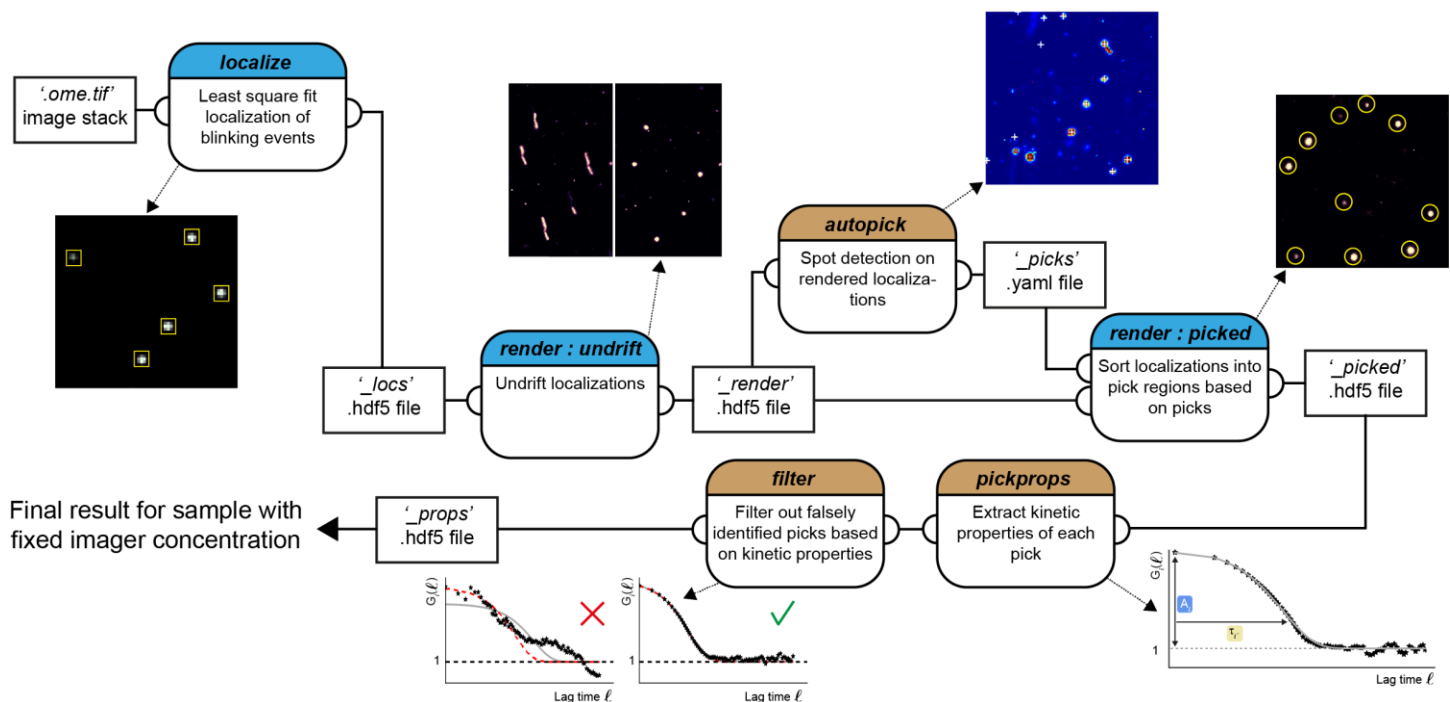 localize
'.ome.tif'
image stack
Least square fit
localization of
blinking events
'_locs'
.hdf5 file
render : undrift
Undrift localizations
'_render'
.hdf5 file
autopick
Spot detection on
rendered localiza-
tions
'_picks'
.yaml file
render : picked
Sort localizations into
pick regions based
on picks
'_picked'
.hdf5 file
pickprops
Extract kinetic
properties of each
pick
filter
Filter out falsely
identified picks based
on kinetic properties
'_props'
.hdf5 file
Final result for sample with
fixed imager concentration
G(ℓ)
1
Lag time ℓ
G(ℓ)
1
Lag time ℓ
G(ℓ)
A
τ
1
Lag time ℓ